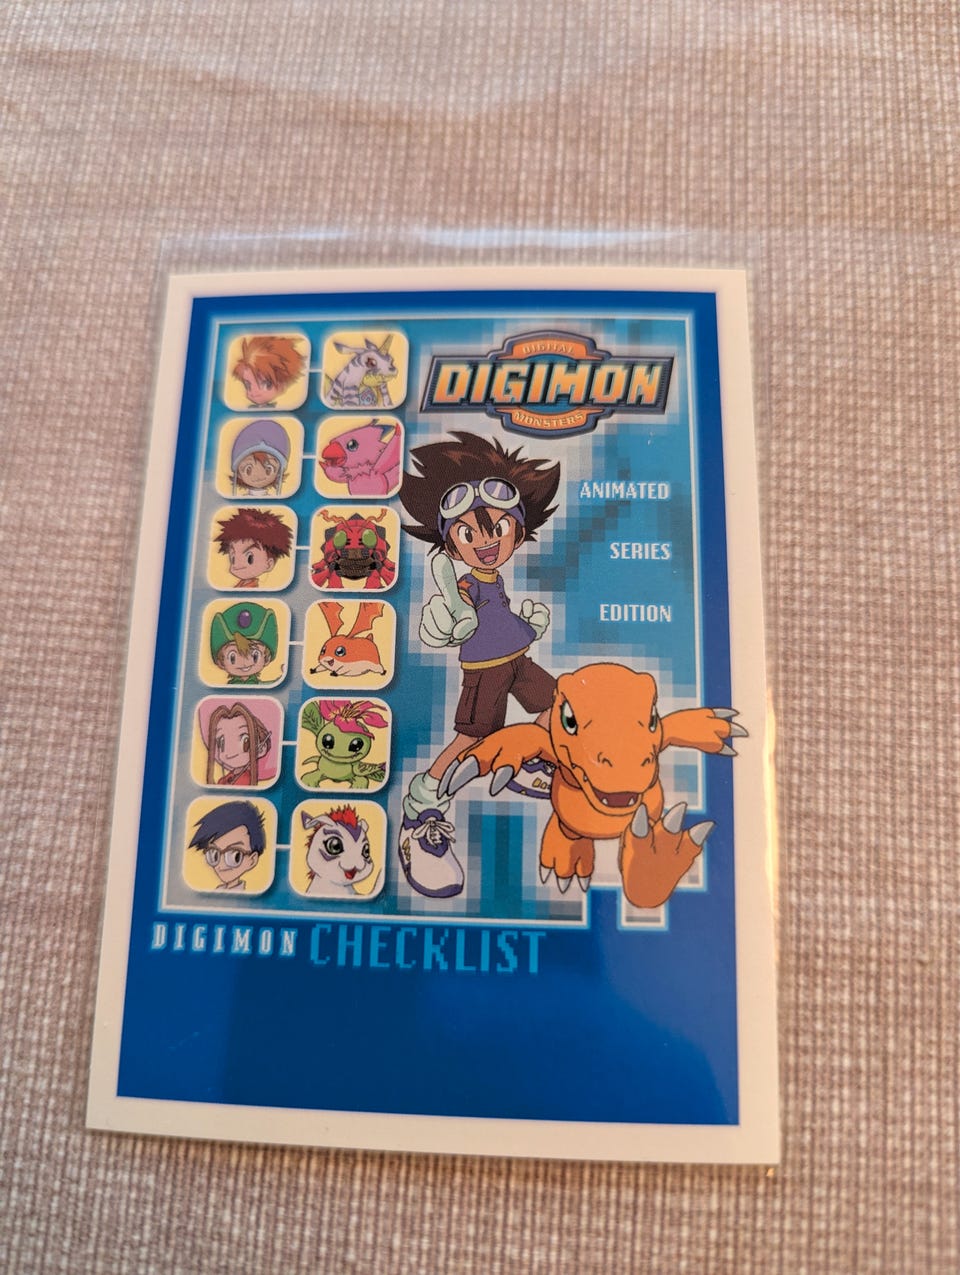 DIGITAL
DIGIMON
MONSTERS
ANIMATED
SERIES
EDITION
DIGIMON CHECKLIST